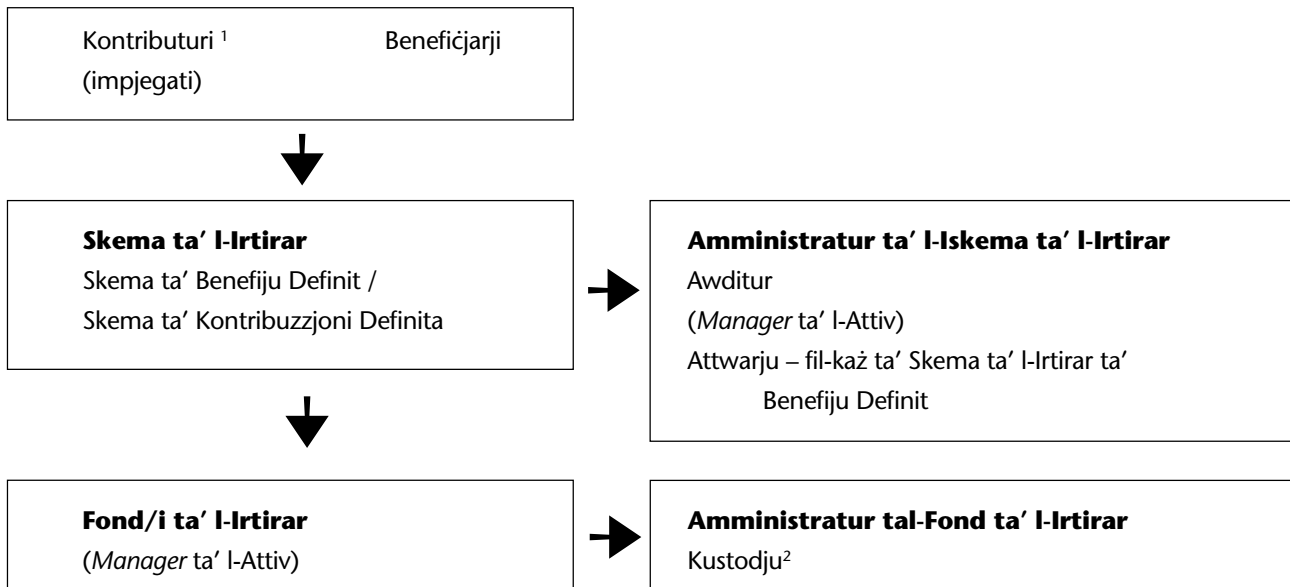 Kontributuri ¹ Benefiċjarji
(impjegati)
Skema ta’ l-Irtirar
Skema ta’ Benefiju Definit /
Skema ta’ Kontribuzzjoni Definita
Amministratur ta’ l-Iskema ta’ l-Irtirar
Awditur
(Manager ta’ l-Attiv)
Attwarju – fil-każ ta’ Skema ta’ l-Irtirar ta’
Benefiju Definit
Fond/i ta’ l-Irtirar
(Manager ta’ l-Attiv)
Amministratur tal-Fond ta’ l-Irtirar
Kustodju²